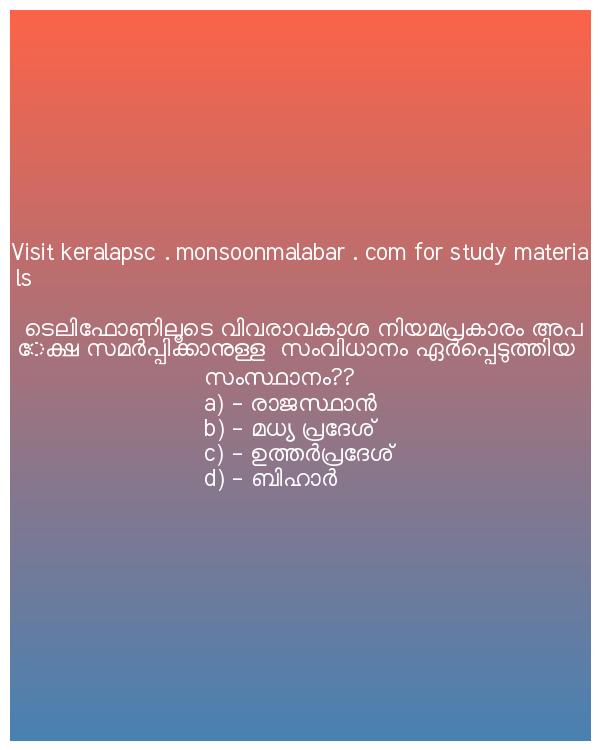 Visit keralapsc . monsoonmalabar . com for study materia
ls
ടെലിഫോണിലൂടെ വിവരാവകാശ നിയമപ്രകാരം അപ
േക്ഷ സമർപ്പിക്കാനുള്ള  സംവിധാനം ഏർപ്പെടുത്തിയ
സംസ്ഥാനം??
a) - രാജസ്ഥാൻ
b) - മധ്യ പ്രദേശ്
c) - ഉത്തർപ്രദേശ്
d) - ബിഹാർ